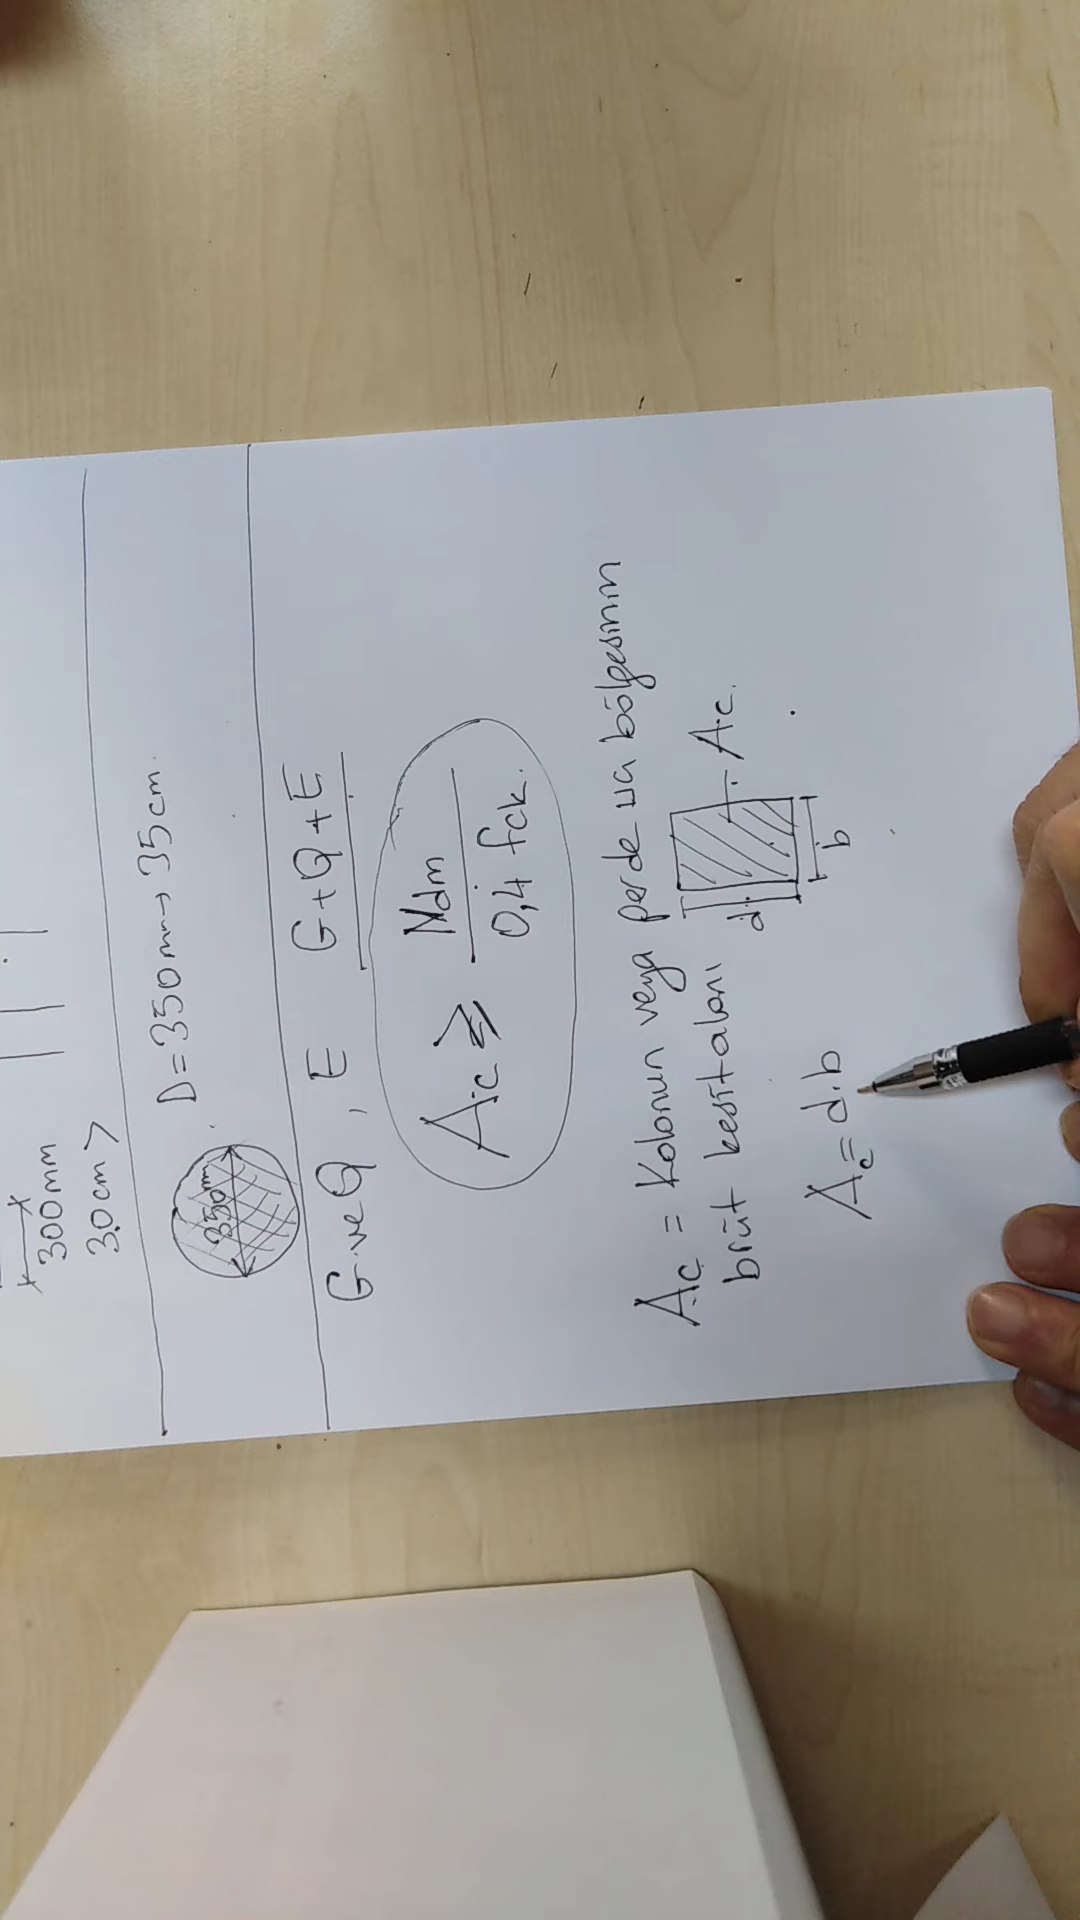 300mm
30cm>
350mm
D=350mm→35cm.
G ve Q, E G+Q+E
Ac ≥ Ndm
0,4 fck.
Ac = Kolonun veya perde uç bölgesinin
brüt kesit alanı
Ac.
d
b
Ac = d.b